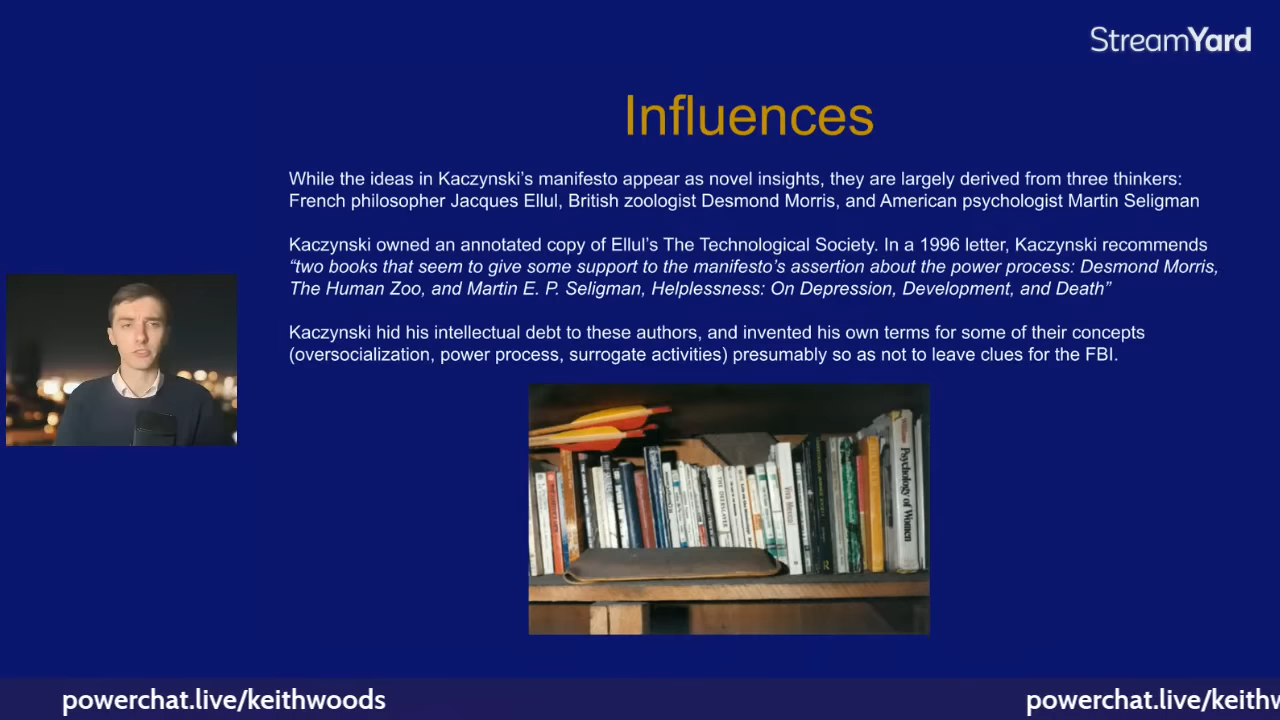 StreamYard
Influences
While the ideas in Kaczynski's manifesto appear as novel insights, they are largely derived from three thinkers:
French philosopher Jacques Ellul, British zoologist Desmond Morris, and American psychologist Martin Seligman
Kaczynski owned an annotated copy of Ellul's The Technological Society. In a 1996 letter, Kaczynski recommends
“two books that seem to give some support to the manifesto's assertion about the power process: Desmond Morris,
The Human Zoo, and Martin E. P. Seligman, Helplessness: On Depression, Development, and Death”
Kaczynski hid his intellectual debt to these authors, and invented his own terms for some of their concepts
(oversocialization, power process, surrogate activities) presumably so as not to leave clues for the FBI.
Psychology of Women
powerchat.live/keithwoods
powerchat.live/keithw